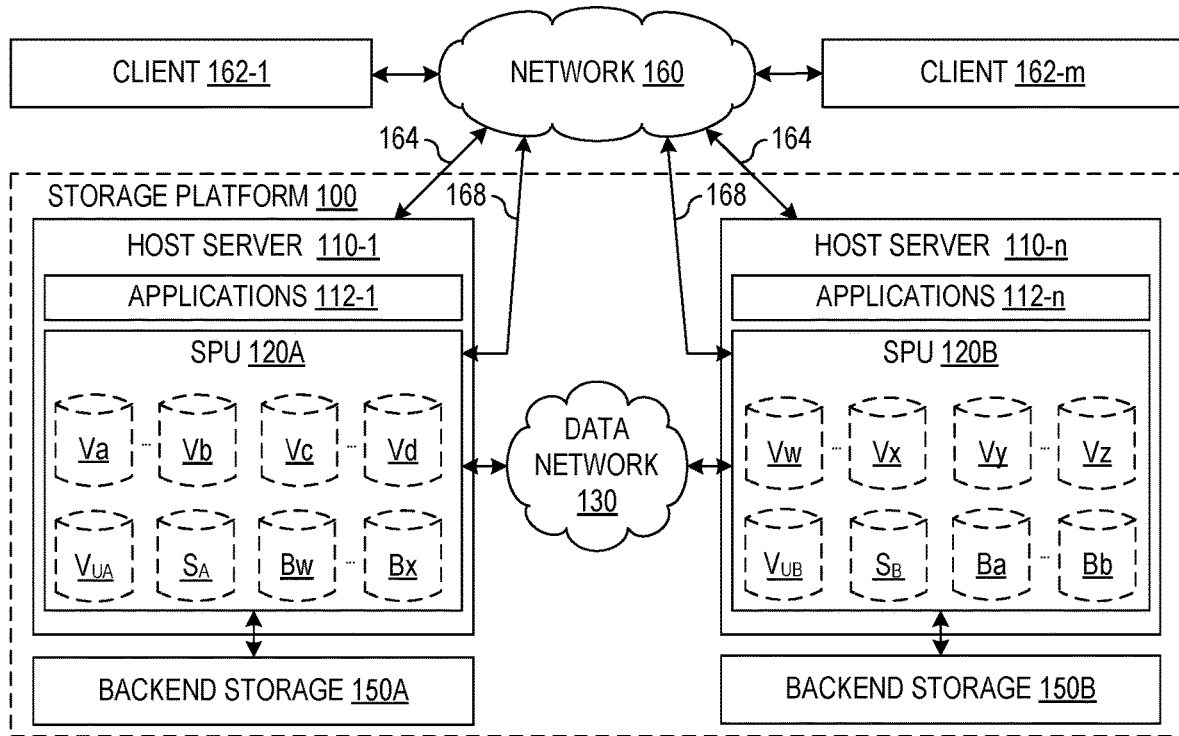 CLIENT 162-1
NETWORK 160
CLIENT 162-m
164
164
168
168
STORAGE PLATFORM 100
HOST SERVER 110-1
HOST SERVER 110-n
APPLICATIONS 112-1
APPLICATIONS 112-n
SPU 120A
SPU 120B
Va ... Vb Vc ... Vd
DATA
NETWORK
130
Vw ... Vx Vy ... Vz
VUA SA Bw ... Bx
VUB SB Ba ... Bb
BACKEND STORAGE 150A
BACKEND STORAGE 150B